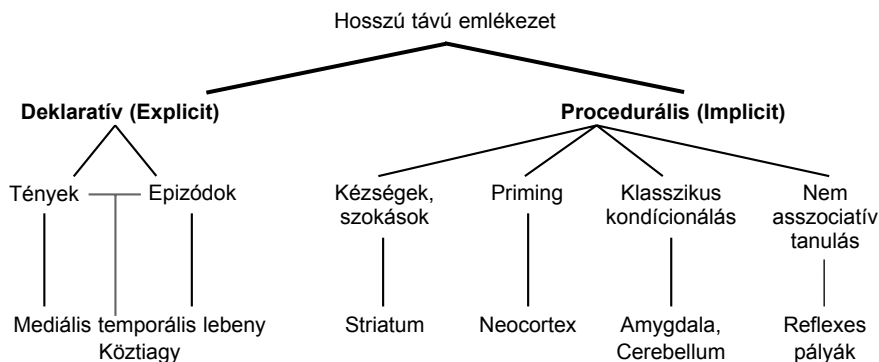 Hosszú távú emlékezet
Deklaratív (Explicit)
Procedurális (Implicit)
Tények
Epizódok
Kézségek,
szokások
Priming
Klasszikus
kondícionálás
Nem
asszociatív
tanulás
Mediális temporális lebeny
Köztiagy
Striatum
Neocortex
Amygdala,
Cerebellum
Reflexes
pályák